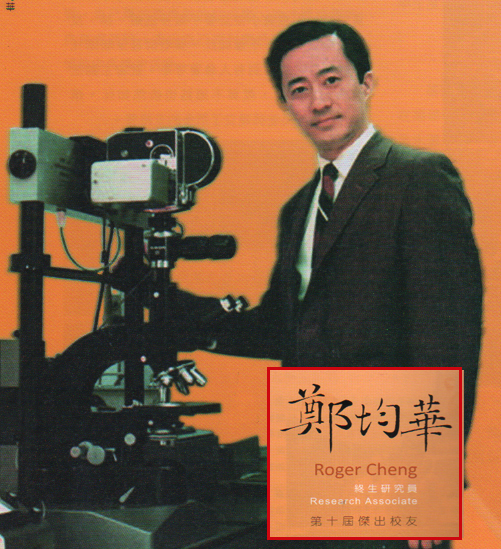 華
鄭均華
Roger Cheng
終生研究員
Research Associate
第十屆傑出校友